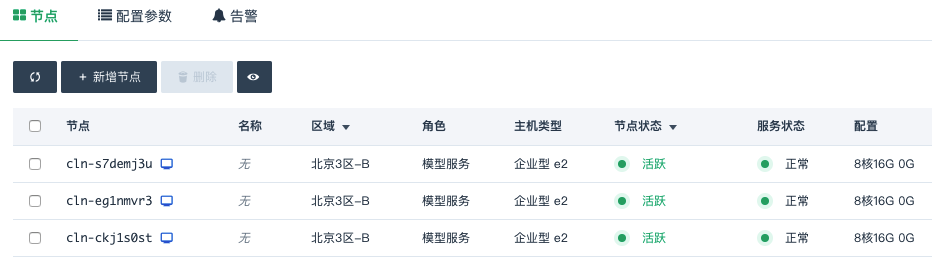 节点 配置参数 告警
+ 新增节点 删除
节点 名称 区域 角色 主机类型 节点状态 服务状态 配置
cln-s7demj3u 无 北京3区-B 模型服务 企业型 e2 活跃 正常 8核16G 0G
cln-eg1nmvr3 无 北京3区-B 模型服务 企业型 e2 活跃 正常 8核16G 0G
cln-ckj1s0st 无 北京3区-B 模型服务 企业型 e2 活跃 正常 8核16G 0G